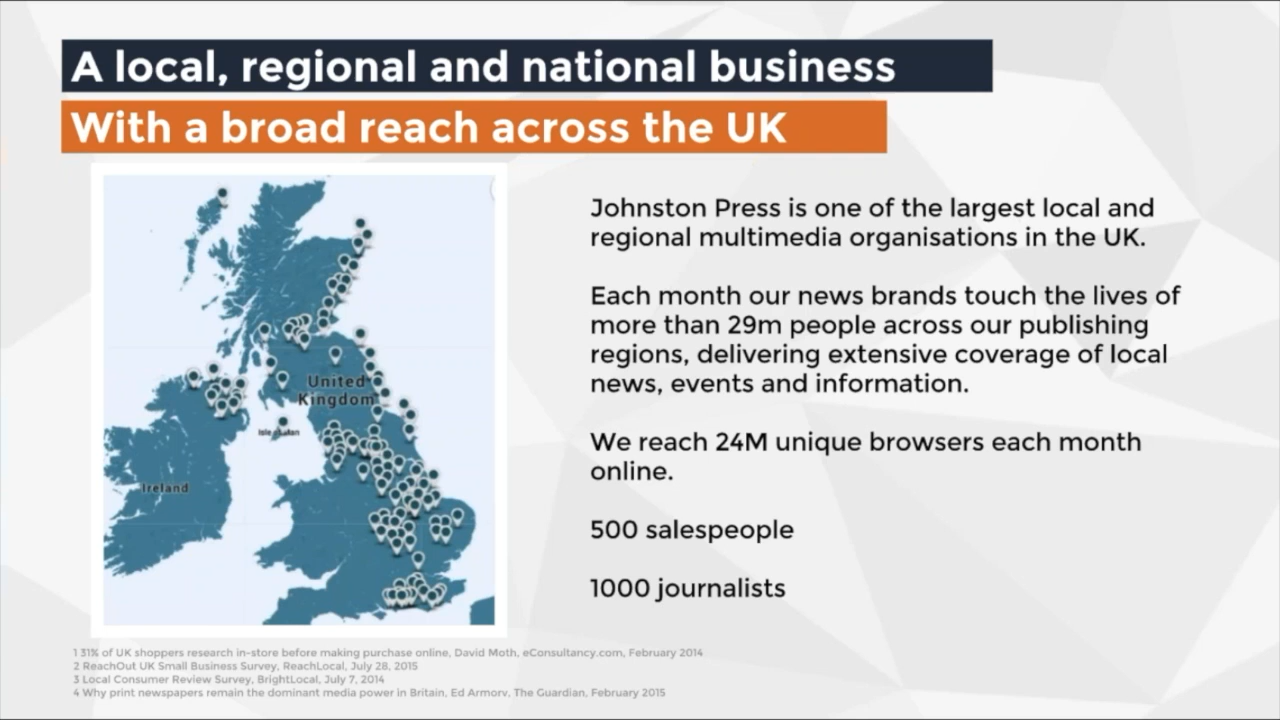 A local, regional and national business
With a broad reach across the UK
United
Kingdom
Isle of Man
Ireland
Johnston Press is one of the largest local and
regional multimedia organisations in the UK.
Each month our news brands touch the lives of
more than 29m people across our publishing
regions, delivering extensive coverage of local
news, events and information.
We reach 24M unique browsers each month
online.
500 salespeople
1000 journalists
1 31% of UK shoppers research in-store before making purchase online, David Moth, eConsultancy.com, February 2014
2 ReachOut UK Small Business Survey, ReachLocal, July 28, 2015
3 Local Consumer Review Survey, BrightLocal, July 7, 2014
4 Why print newspapers remain the dominant media power in Britain, Ed Armory, The Guardian, February 2015